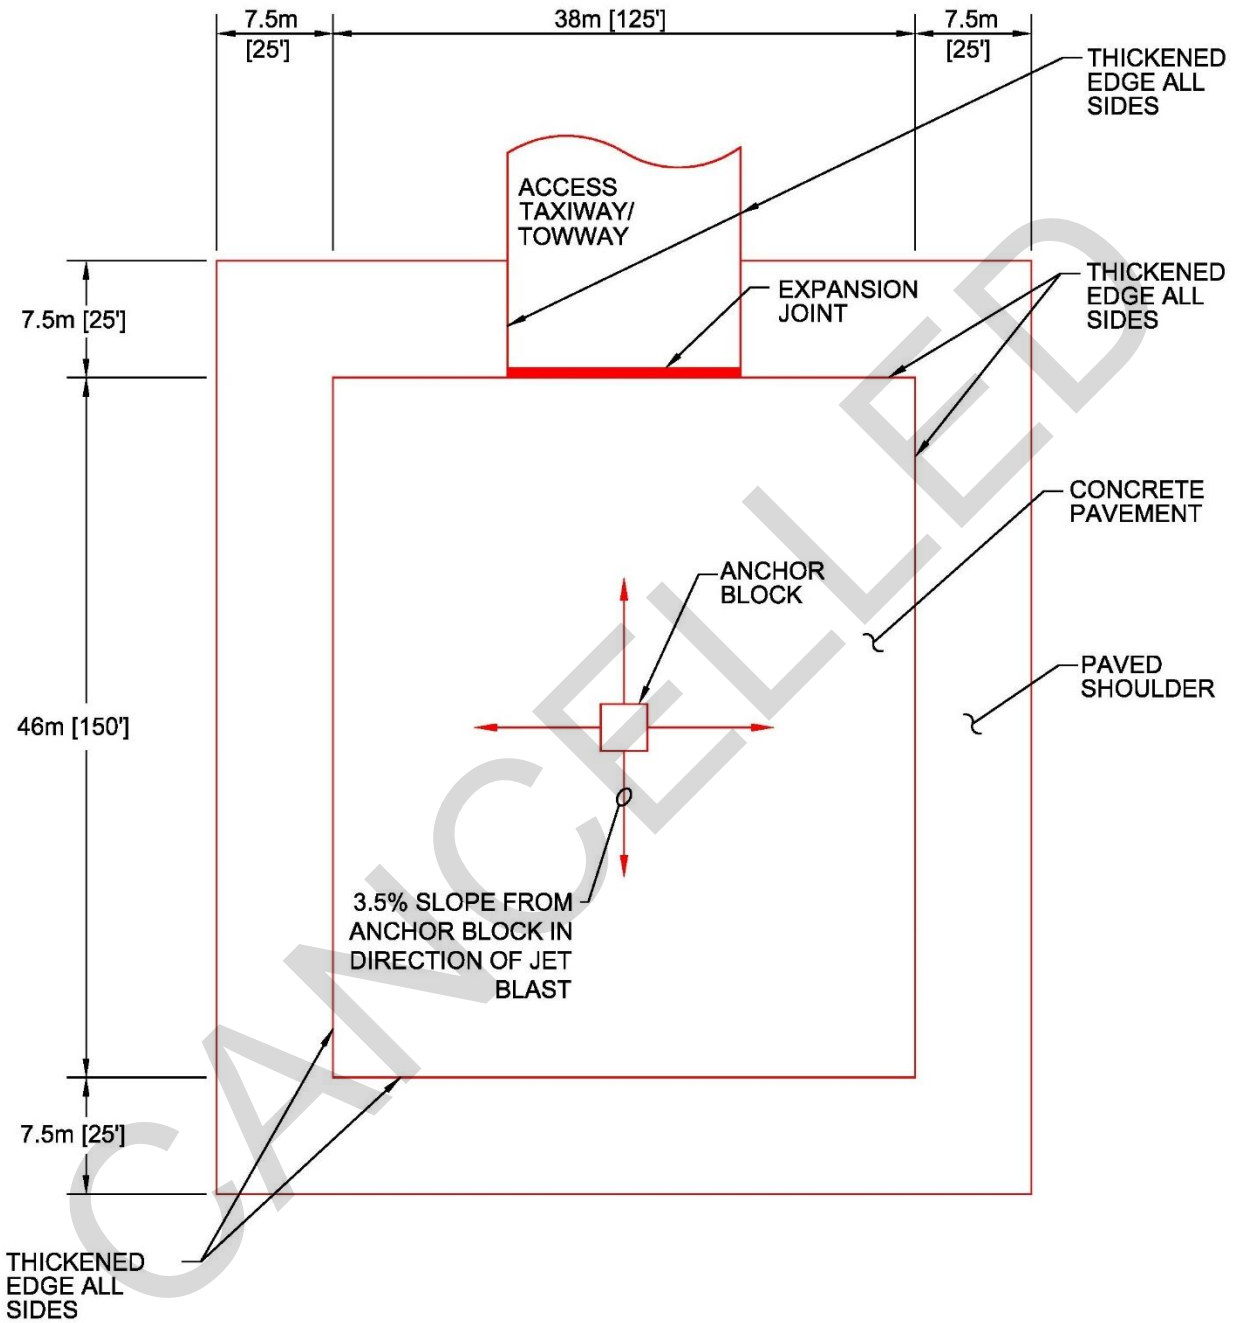 7.5m
[25']
38m [125']
7.5m
[25']
THICKENED
EDGE ALL
SIDES
ACCESS
TAXIWAY/
TOWWAY
7.5m [25']
EXPANSION
JOINT
THICKENED
EDGE ALL
SIDES
CONCRETE
PAVEMENT
ANCHOR
BLOCK
PAVED
SHOULDER
46m [150']
3.5% SLOPE FROM
ANCHOR BLOCK IN
DIRECTION OF JET
BLAST
7.5m [25']
THICKENED
EDGE ALL
SIDES
CANCELLED